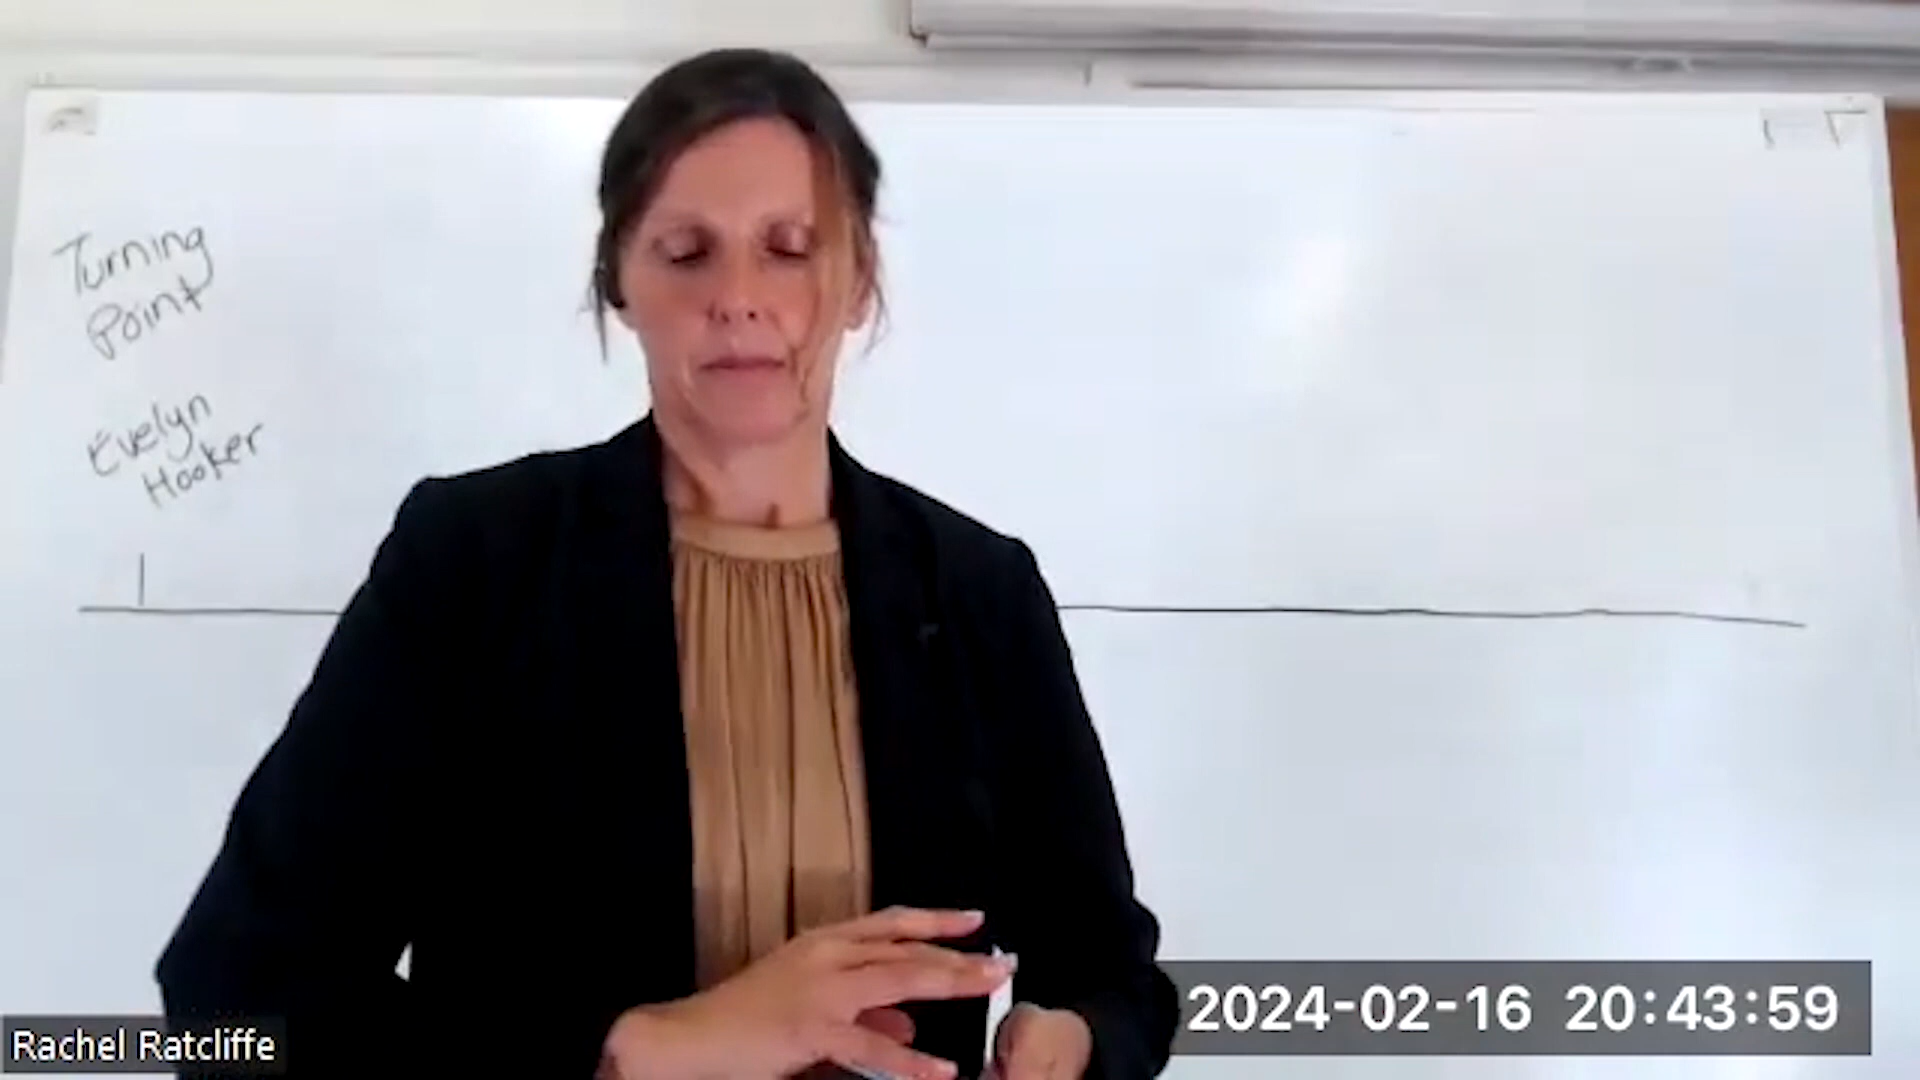 Turning
Point
Evelyn
Hooker
2024-02-16 20:43:59
Rachel Ratcliffe